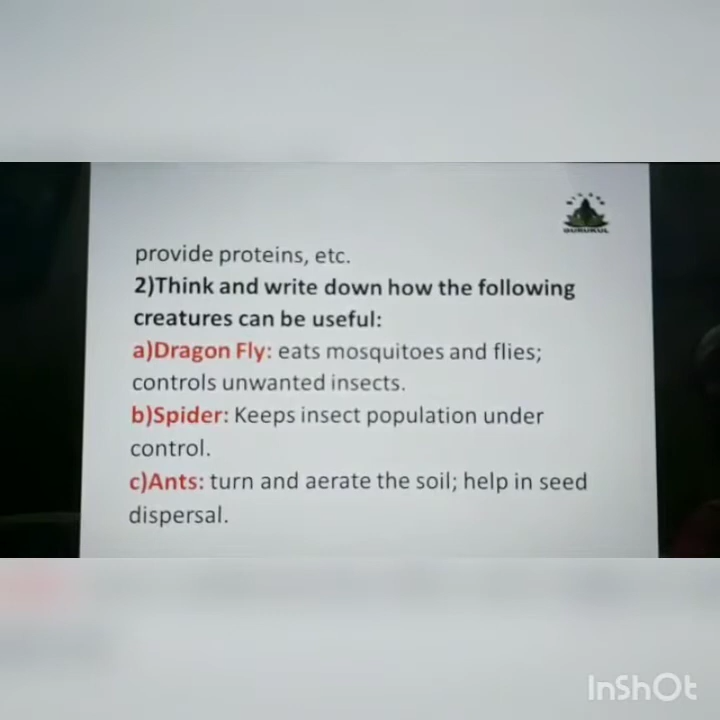 GURUKUL
provide proteins, etc.
2)Think and write down how the following
creatures can be useful:
a)Dragon Fly: eats mosquitoes and flies;
controls unwanted insects.
b)Spider: Keeps insect population under
control.
c)Ants: turn and aerate the soil; help in seed
dispersal.
InShOt